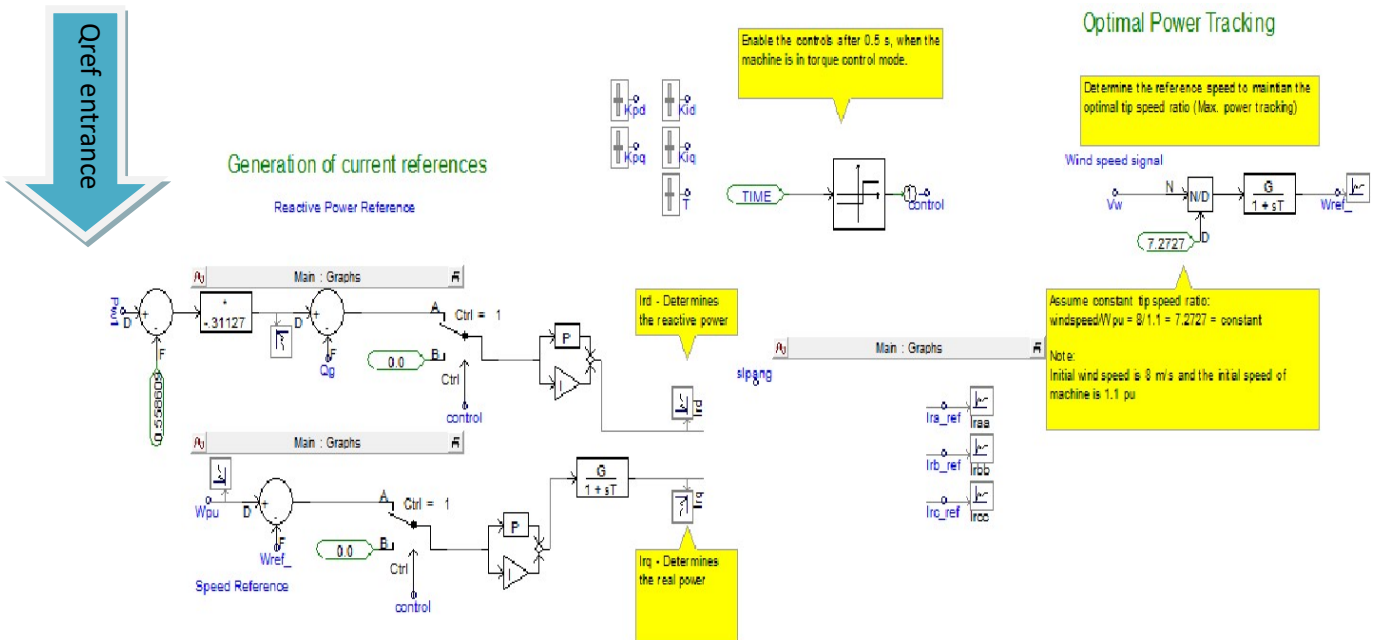 Qref entrance
Optimal Power Tracking
Enable the controls after 0.5 s, when the
machine is in torque control mode.
Determine the reference speed to maintian the
optimal tip speed ratio (Max. power tracking)
Kpd
Kid
Kpq
Kiq
T
Generation of current references
Reactive Power Reference
TIME
1
control
Wind speed signal
Vw
N
N/D
D
7.2727
G
1 + sT
Wref_
Main : Graphs
D
+
-
F
*
-.31127
D
+
-
F
Qg
A
Ctrl = 1
B
0.0
Ctrl
control
P
I
Ird - Determines
the reactive power
Ird
Main : Graphs
slpang
Assume constant tip speed ratio:
windspeed/Wpu = 8/1.1 = 7.2727 = constant
Note:
Initial wind speed is 8 m/s and the initial speed of
machine is 1.1 pu
Ira_ref
Iraa
Irb_ref
Irbb
Irc_ref
Ircc
Main : Graphs
Wpu
D
+
-
F
Wref_
Speed Reference
A
Ctrl = 1
B
0.0
Ctrl
control
P
I
G
1 + sT
Irq
Irq - Determines
the real power